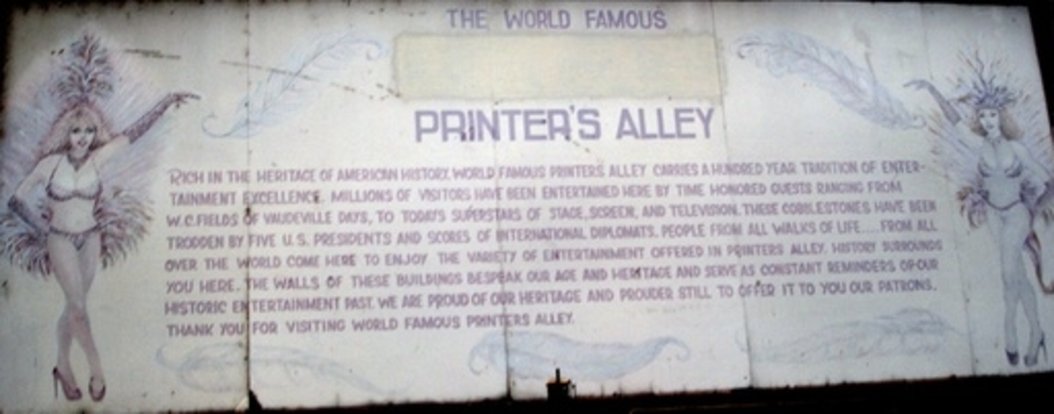 THE WORLD FAMOUS
PRINTER'S ALLEY
RICH IN THE HERITAGE OF AMERICAN HISTORY, WORLD FAMOUS PRINTERS ALLEY CARRIES A HUNDRED YEAR TRADITION OF ENTER-
TAINMENT EXCELLENCE. MILLIONS OF VISITORS HAVE BEEN ENTERTAINED HERE BY TIME HONORED GUESTS RANGING FROM
W.C.FIELDS OF VAUDEVILLE DAYS, TO TODAYS SUPERSTARS OF STAGE, SCREEN, AND TELEVISION. THESE COBBLESTONES HAVE BEEN
TRODDEN BY FIVE U.S. PRESIDENTS AND SCORES OF INTERNATIONAL DIPLOMATS. PEOPLE FROM ALL WALKS OF LIFE....FROM ALL
OVER THE WORLD COME HERE TO ENJOY THE VARIETY OF ENTERTAINMENT OFFERED IN PRINTERS ALLEY. HISTORY SURROUNDS
YOU HERE. THE WALLS OF THESE BUILDINGS BESPEAK OUR AGE AND HERITAGE AND SERVE AS CONSTANT REMINDERS OF OUR
HISTORIC ENTERTAINMENT PAST. WE ARE PROUD OF OUR HERITAGE AND PROUDER STILL TO OFFER IT TO YOU OUR PATRONS.
THANK YOU FOR VISITING WORLD FAMOUS PRINTERS ALLEY.